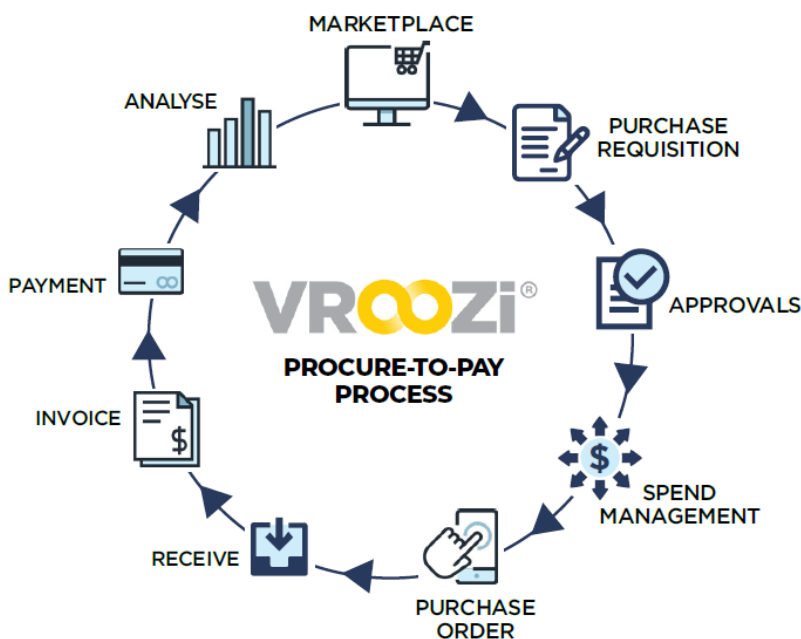 MARKETPLACE
PURCHASE
REQUISITION
APPROVALS
SPEND
MANAGEMENT
PURCHASE
ORDER
RECEIVE
INVOICE
$
PAYMENT
ANALYSE
VROOZi®
PROCURE-TO-PAY
PROCESS
$